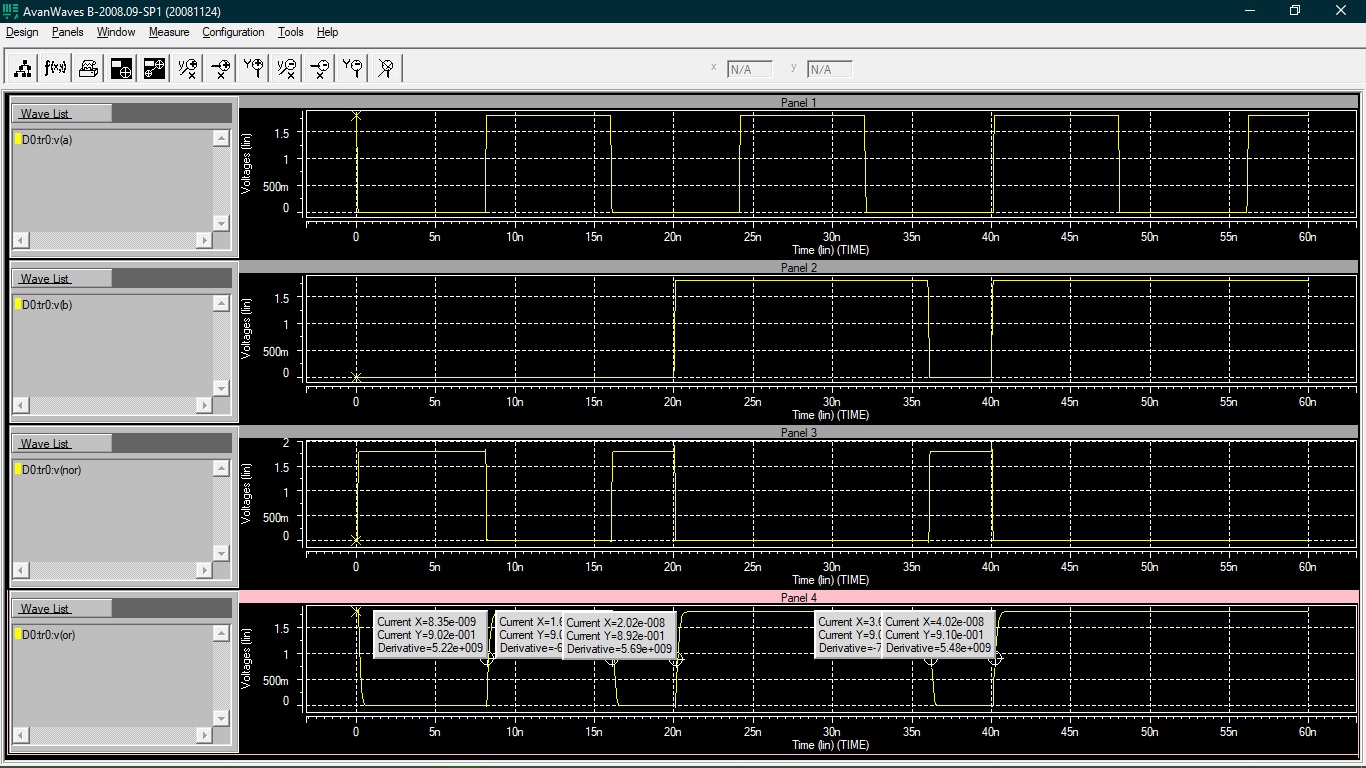 AvanWaves B-2008.09-SP1 (20081124)
Design Panels Window Measure Configuration Tools Help
f(x) x N/A y N/A
Panel 1
Wave List
D0:tr0:v(a)
Voltages (lin)
1.5
1
500m
0
0 5n 10n 15n 20n 25n 30n 35n 40n 45n 50n 55n 60n
Time (lin) (TIME)
Panel 2
Wave List
D0:tr0:v(b)
Voltages (lin)
1.5
1
500m
0
0 5n 10n 15n 20n 25n 30n 35n 40n 45n 50n 55n 60n
Time (lin) (TIME)
Panel 3
Wave List
D0:tr0:v(nor)
Voltages (lin)
2
1.5
1
500m
0
0 5n 10n 15n 20n 25n 30n 35n 40n 45n 50n 55n 60n
Time (lin) (TIME)
Panel 4
Wave List
D0:tr0:v(or)
Voltages (lin)
1.5
1
500m
0
Current X=8.35e-009
Current Y=9.02e-001
Derivative=5.22e+009
Current X=1.6
Current Y=9.0
Derivative=-6
Current X=2.02e-008
Current Y=8.92e-001
Derivative=5.69e+009
Current X=3.6
Current Y=9.0
Derivative=-7
Current X=4.02e-008
Current Y=9.10e-001
Derivative=5.48e+009
0 5n 10n 15n 20n 25n 30n 35n 40n 45n 50n 55n 60n
Time (lin) (TIME)